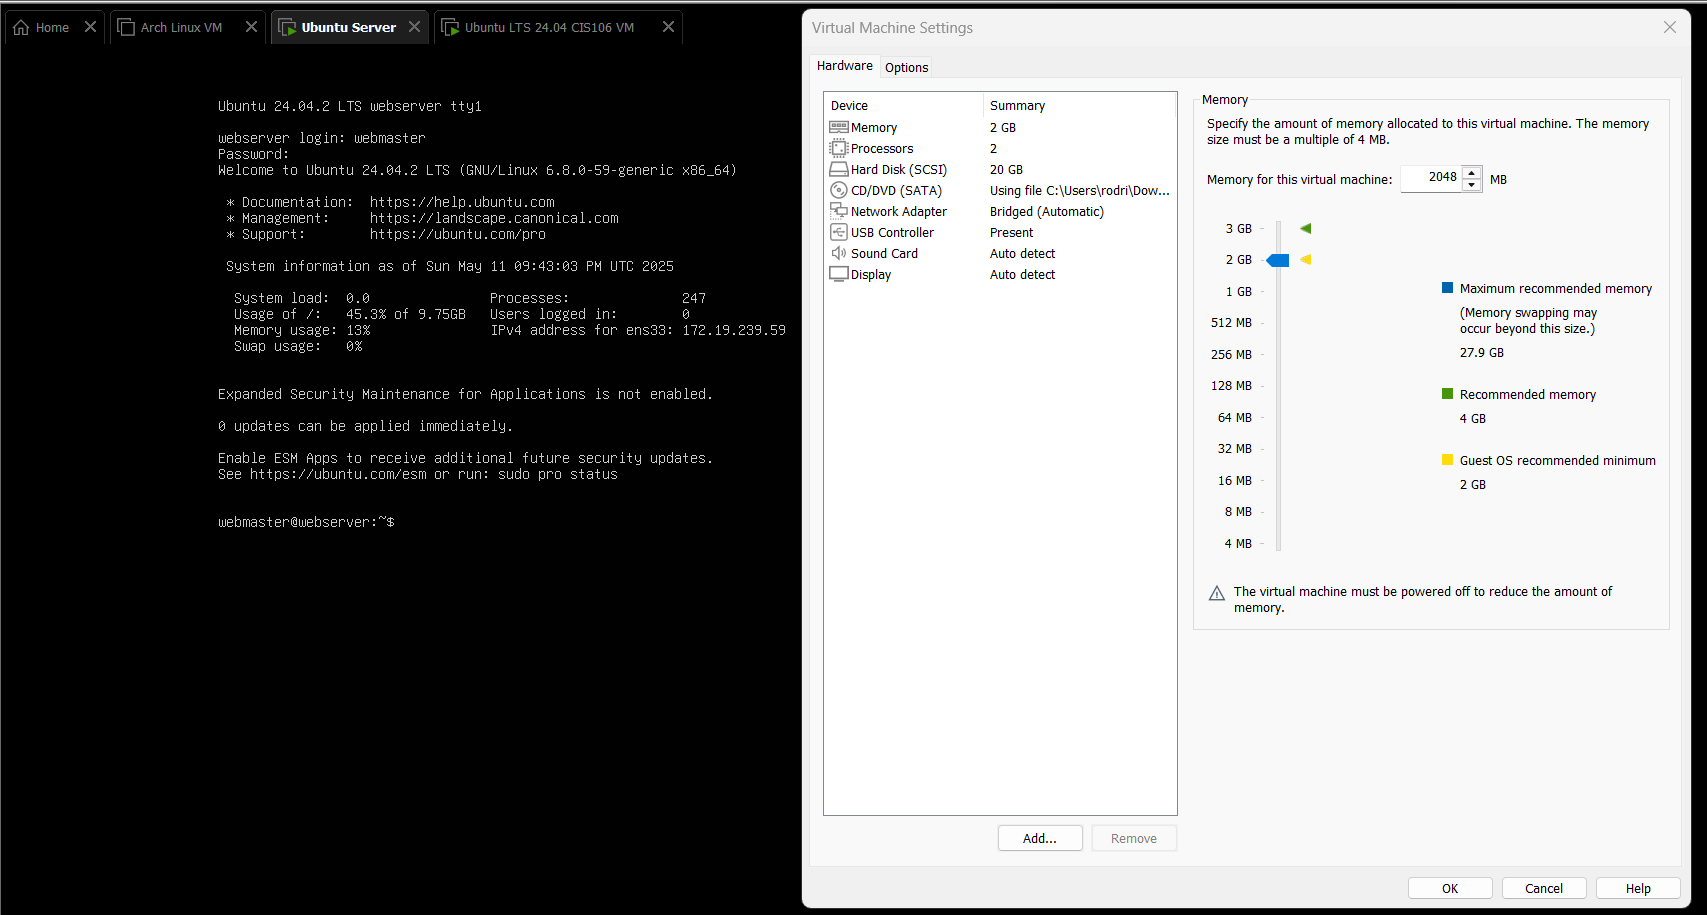 Home
Arch Linux VM
Ubuntu Server
Ubuntu LTS 24.04 CIS106 VM
Ubuntu 24.04.2 LTS webserver tty1
webserver login: webmaster
Password:
Welcome to Ubuntu 24.04.2 LTS (GNU/Linux 6.8.0-59-generic x86_64)
* Documentation: https://help.ubuntu.com
* Management: https://landscape.canonical.com
* Support: https://ubuntu.com/pro
System information as of Sun May 11 09:43:03 PM UTC 2025
System load: 0.0 Processes: 247
Usage of /: 45.3% of 9.75GB Users logged in: 0
Memory usage: 13% IPv4 address for ens33: 172.19.239.59
Swap usage: 0%
Expanded Security Maintenance for Applications is not enabled.
0 updates can be applied immediately.
Enable ESM Apps to receive additional future security updates.
See https://ubuntu.com/esm or run: sudo pro status
webmaster@webserver:~$
Virtual Machine Settings
Hardware Options
Device Summary
Memory 2 GB
Processors 2
Hard Disk (SCSI) 20 GB
CD/DVD (SATA) Using file C:\Users\rodri\Dow...
Network Adapter Bridged (Automatic)
USB Controller Present
Sound Card Auto detect
Display Auto detect
Add... Remove
Memory
Specify the amount of memory allocated to this virtual machine. The memory
size must be a multiple of 4 MB.
Memory for this virtual machine: 2048 MB
3 GB
2 GB
1 GB
512 MB
256 MB
128 MB
64 MB
32 MB
16 MB
8 MB
4 MB
Maximum recommended memory
(Memory swapping may
occur beyond this size.)
27.9 GB
Recommended memory
4 GB
Guest OS recommended minimum
2 GB
The virtual machine must be powered off to reduce the amount of
memory.
OK Cancel Help